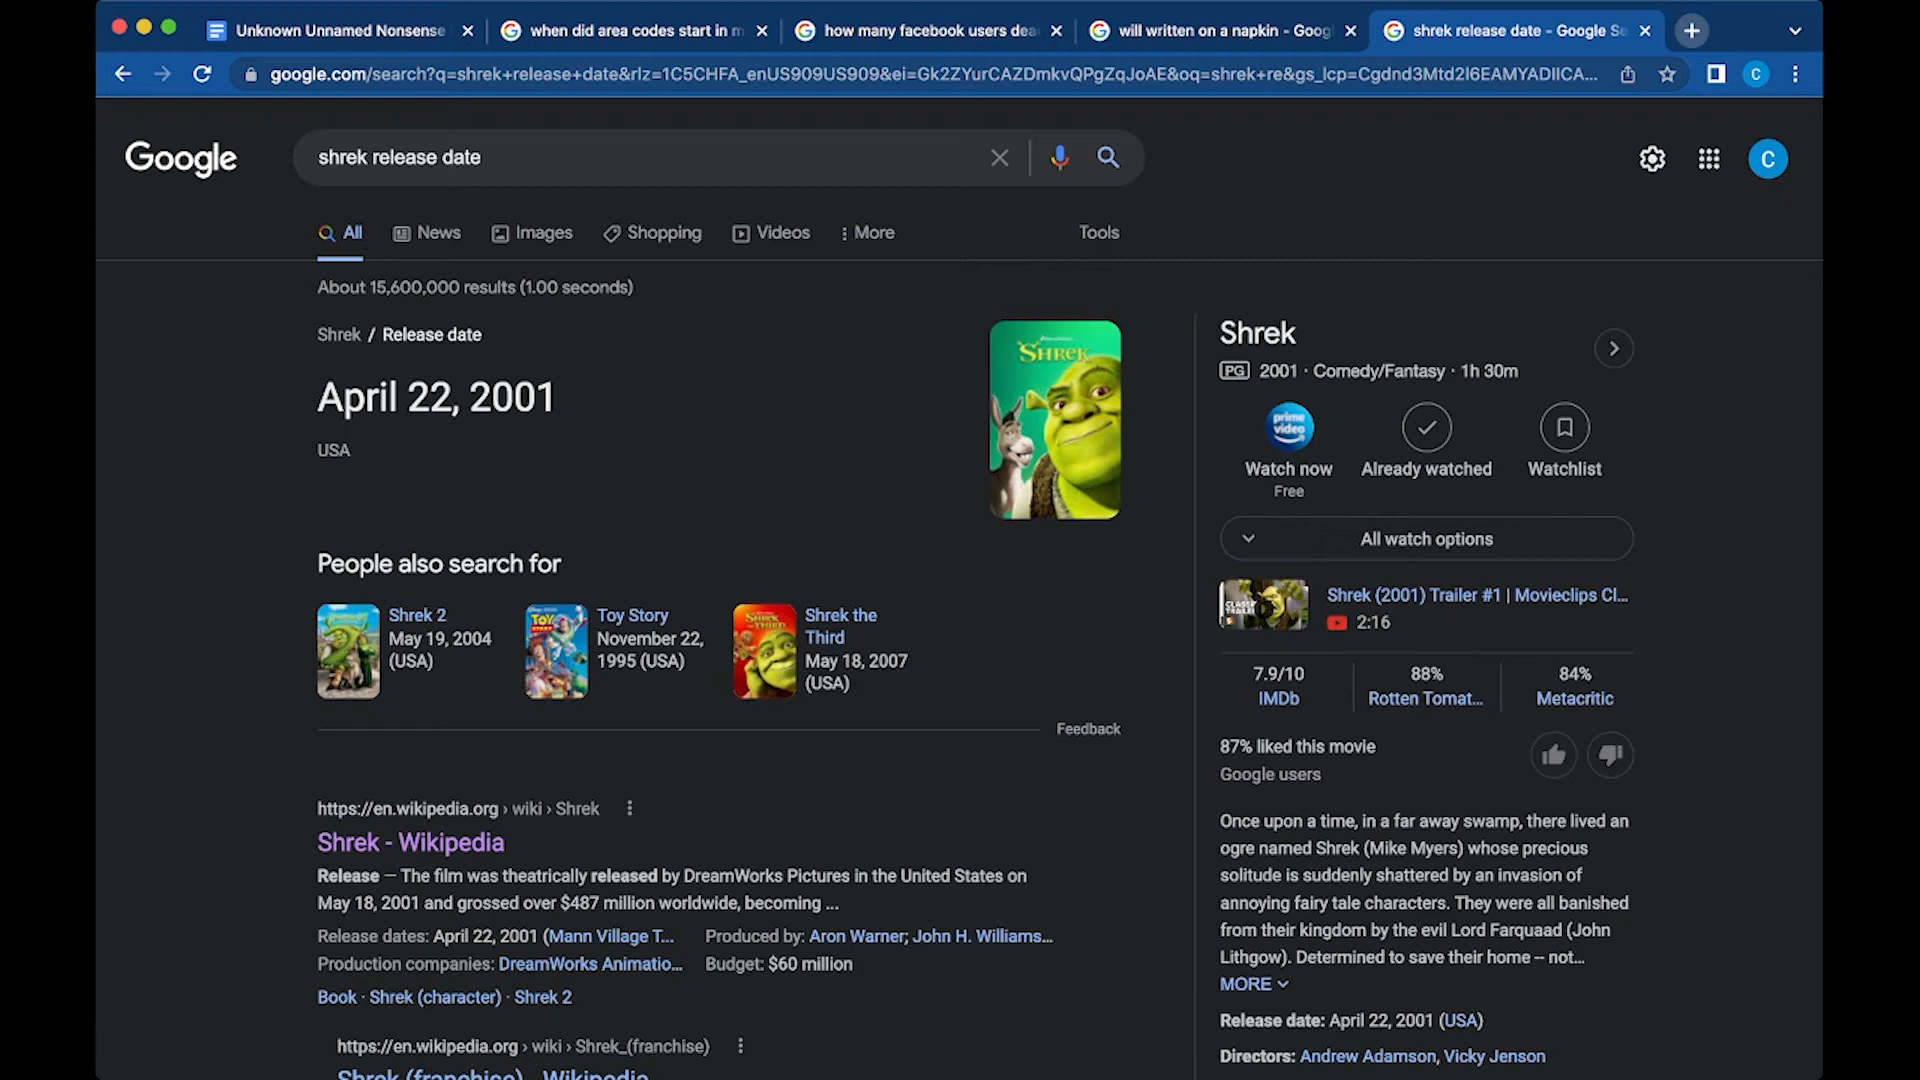 Unknown Unnamed Nonsense
when did area codes start in m
how many facebook users dea
will written on a napkin - Goog
shrek release date - Google Se
google.com/search?q=shrek+release+date&rlz=1C5CHFA_enUS909US909&ei=Gk2ZYurCAZDmkvQPgZqJoAE&oq=shrek+re&gs_lcp=Cgdnd3Mtd2l6EAMYADIICA...
C
Google
shrek release date
C
All
News
Images
Shopping
Videos
More
Tools
About 15,600,000 results (1.00 seconds)
Shrek / Release date
April 22, 2001
USA
SHREK
People also search for
Shrek 2
May 19, 2004
(USA)
TOY STORY
Toy Story
November 22,
1995 (USA)
Shrek the
Third
May 18, 2007
(USA)
Feedback
https://en.wikipedia.org › wiki › Shrek
Shrek - Wikipedia
Release — The film was theatrically released by DreamWorks Pictures in the United States on
May 18, 2001 and grossed over $487 million worldwide, becoming ...
Release dates: April 22, 2001 (Mann Village T...
Produced by: Aron Warner; John H. Williams...
Production companies: DreamWorks Animatio...
Budget: $60 million
Book · Shrek (character) · Shrek 2
https://en.wikipedia.org › wiki › Shrek_(franchise)
Shrek (franchise) - Wikipedia
Shrek
PG 2001 · Comedy/Fantasy · 1h 30m
prime
video
Watch now
Free
Already watched
Watchlist
All watch options
CLASSIC
TRAILER
Shrek (2001) Trailer #1 | Movieclips Cl...
2:16
7.9/10
IMDb
88%
Rotten Tomat...
84%
Metacritic
87% liked this movie
Google users
Once upon a time, in a far away swamp, there lived an
ogre named Shrek (Mike Myers) whose precious
solitude is suddenly shattered by an invasion of
annoying fairy tale characters. They were all banished
from their kingdom by the evil Lord Farquaad (John
Lithgow). Determined to save their home -- not...
MORE
Release date: April 22, 2001 (USA)
Directors: Andrew Adamson, Vicky Jenson